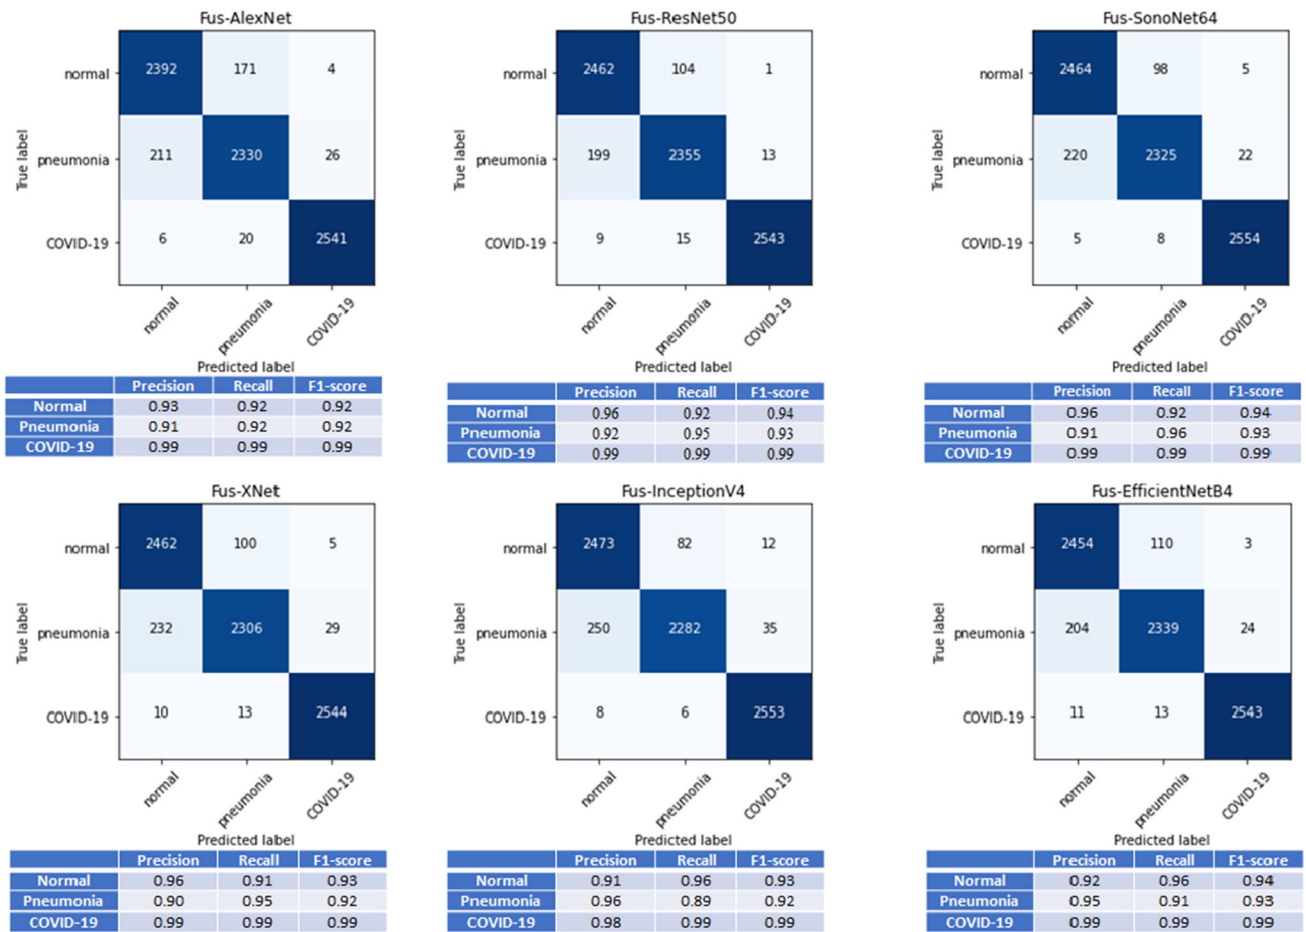 Fus-AlexNet
normal 2392 171 4
True label
pneumonia 211 2330 26
COVID-19 6 20 2541
normal pneumonia COVID-19
Predicted label
Precision Recall F1-score
Normal 0.93 0.92 0.92
Pneumonia 0.91 0.92 0.92
COVID-19 0.99 0.99 0.99
Fus-ResNet50
normal 2462 104 1
True label
pneumonia 199 2355 13
COVID-19 9 15 2543
normal pneumonia COVID-19
Predicted label
Precision Recall F1-score
Normal 0.96 0.92 0.94
Pneumonia 0.92 0.95 0.93
COVID-19 0.99 0.99 0.99
Fus-SonoNet64
normal 2464 98 5
True label
pneumonia 220 2325 22
COVID-19 5 8 2554
normal pneumonia COVID-19
Predicted label
Precision Recall F1-score
Normal 0.96 0.92 0.94
Pneumonia 0.91 0.96 0.93
COVID-19 0.99 0.99 0.99
Fus-XNet
normal 2462 100 5
True label
pneumonia 232 2306 29
COVID-19 10 13 2544
normal pneumonia COVID-19
Predicted label
Precision Recall F1-score
Normal 0.96 0.91 0.93
Pneumonia 0.90 0.95 0.92
COVID-19 0.99 0.99 0.99
Fus-InceptionV4
normal 2473 82 12
True label
pneumonia 250 2282 35
COVID-19 8 6 2553
normal pneumonia COVID-19
Predicted label
Precision Recall F1-score
Normal 0.91 0.96 0.93
Pneumonia 0.96 0.89 0.92
COVID-19 0.98 0.99 0.99
Fus-EfficientNetB4
normal 2454 110 3
True label
pneumonia 204 2339 24
COVID-19 11 13 2543
normal pneumonia COVID-19
Predicted label
Precision Recall F1-score
Normal 0.92 0.96 0.94
Pneumonia 0.95 0.91 0.93
COVID-19 0.99 0.99 0.99